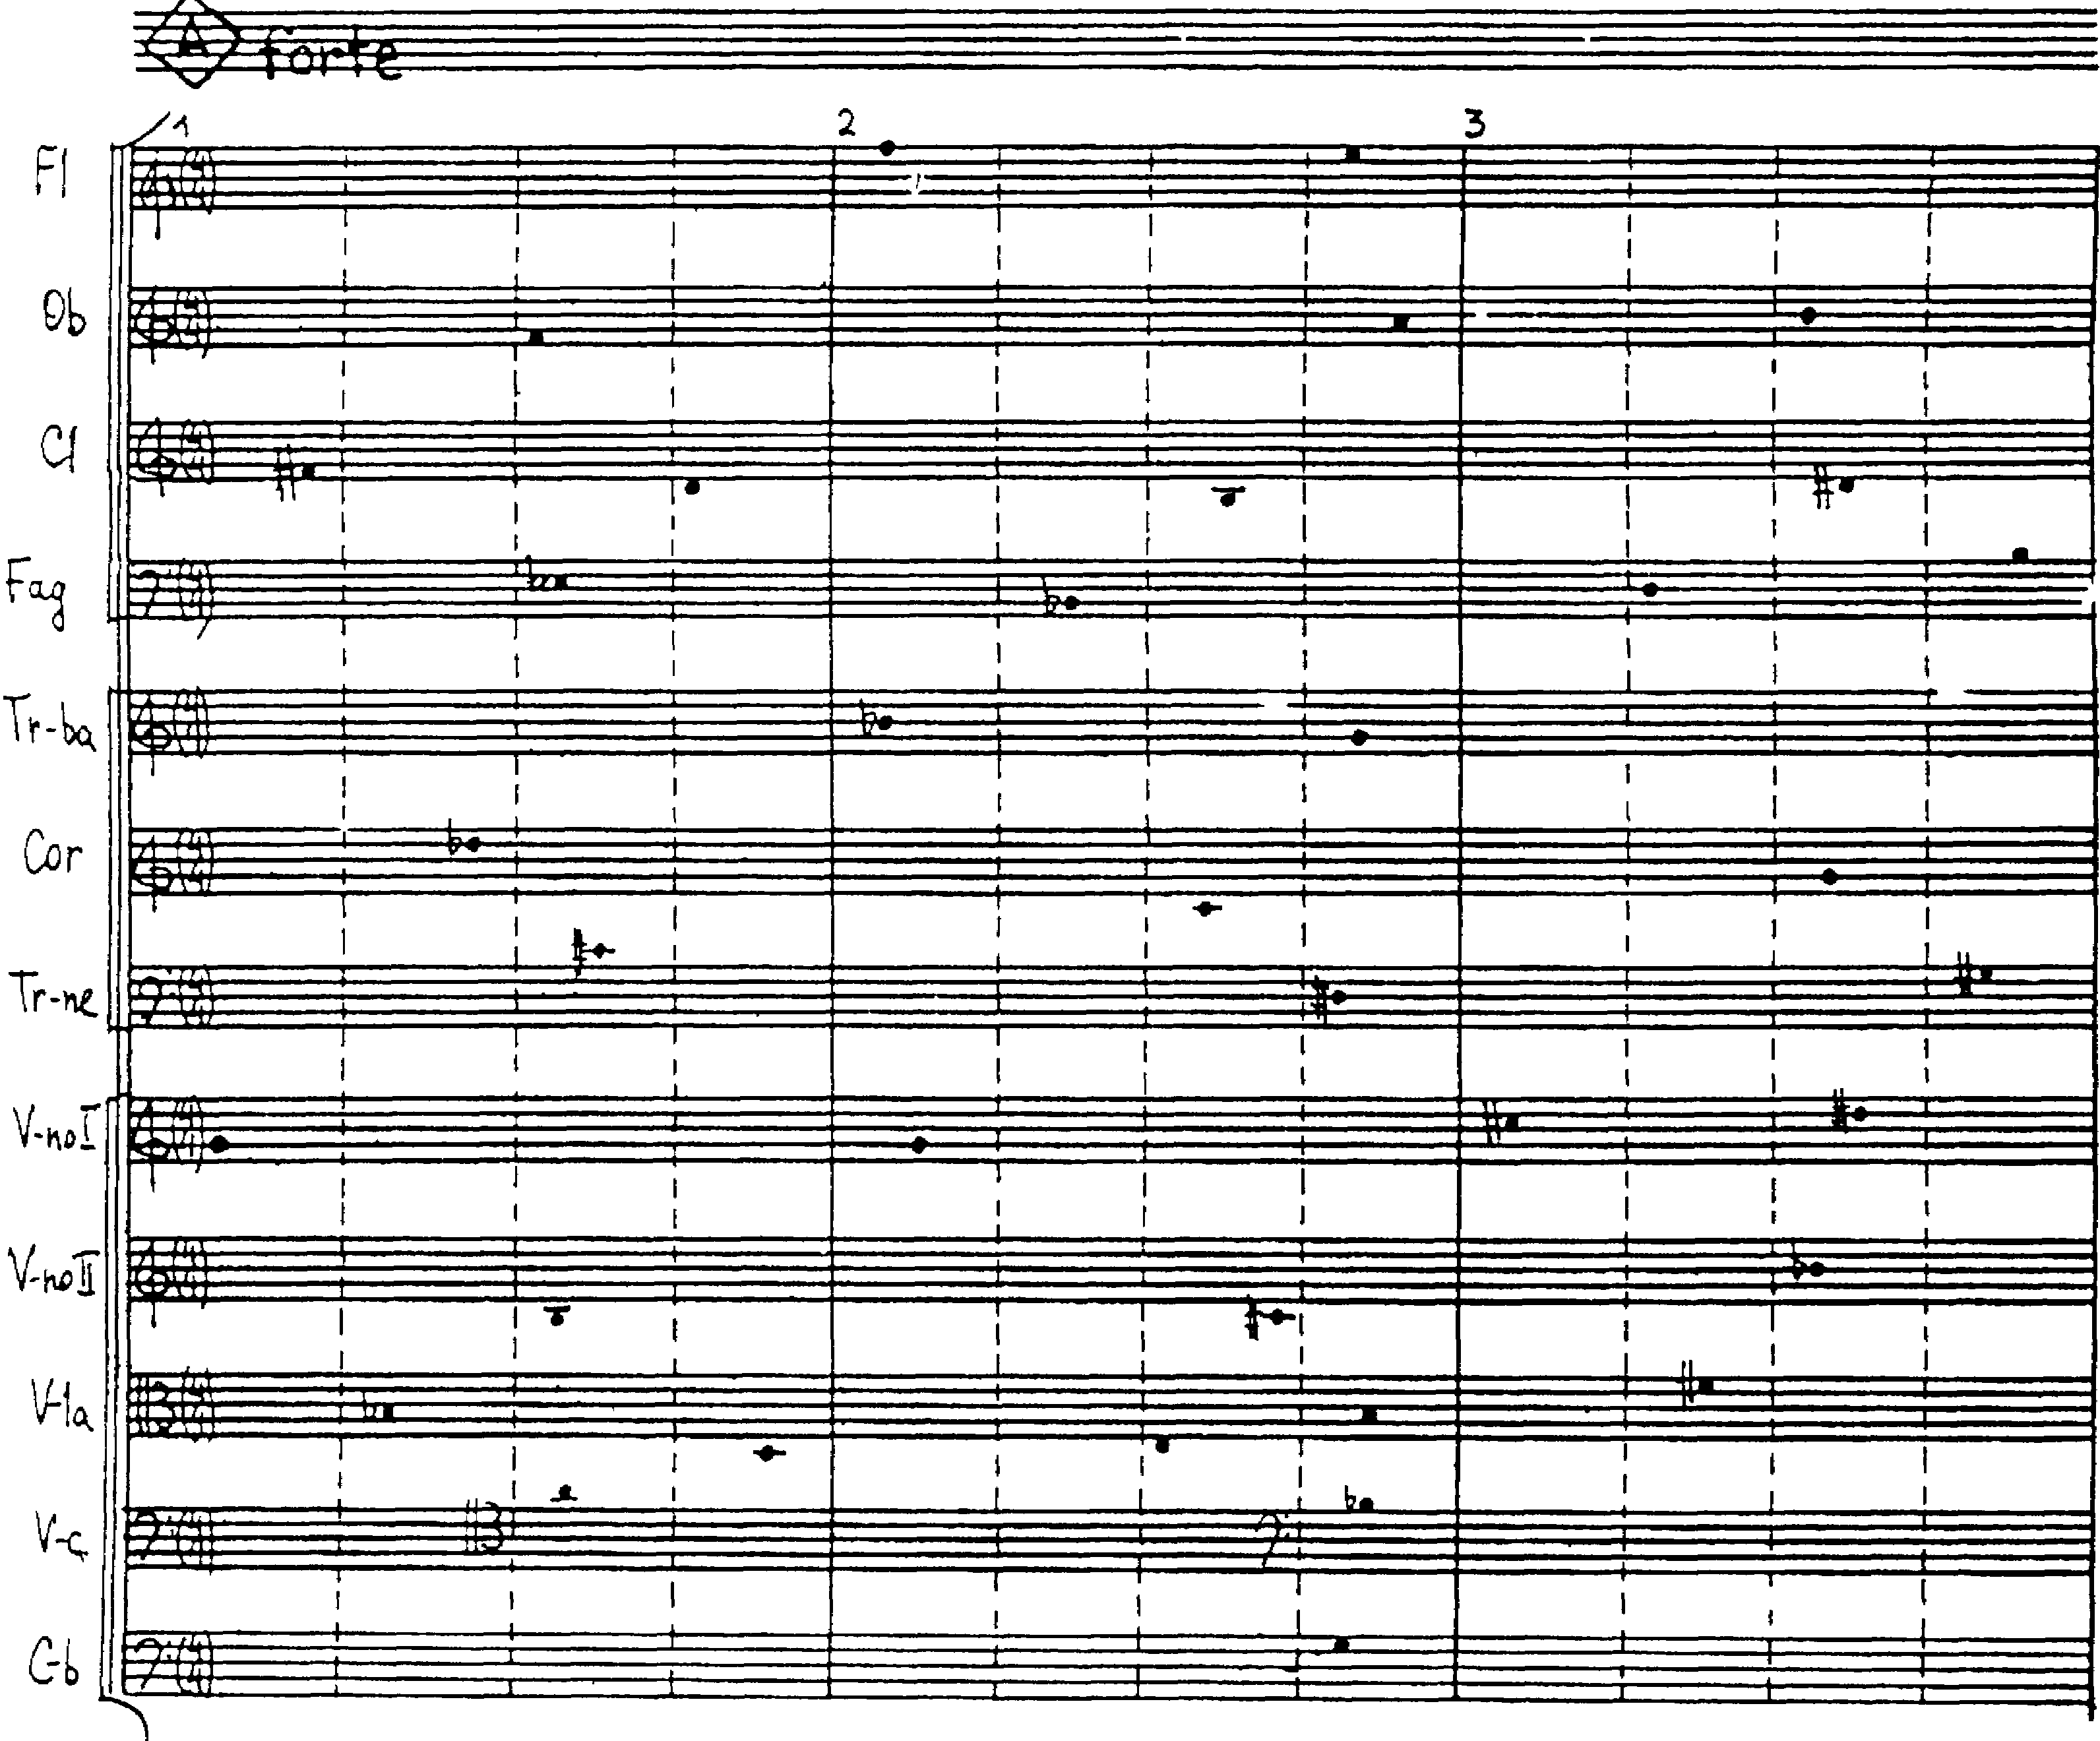 A forte
1 2 3
Fl
Ob
Cl
Fag
Tr-ba
Cor
Tr-ne
V-no I
V-no II
V-la
V-c
C-b